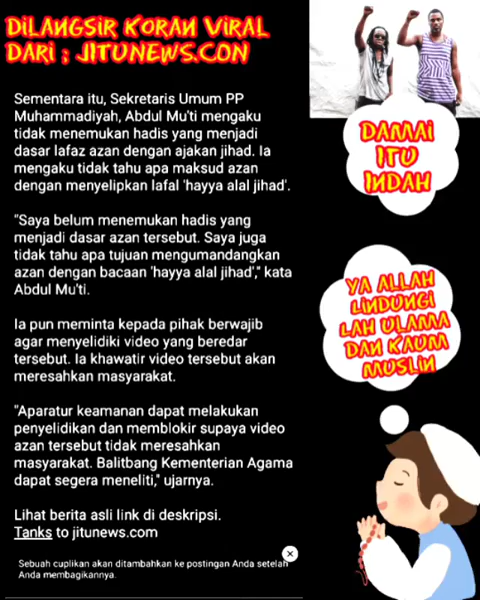 DiLANGSiR KORAN ViRAL
DARi ; JiTUNEWS.CON
Sementara itu, Sekretaris Umum PP
Muhammadiyah, Abdul Mu'ti mengaku
tidak menemukan hadis yang menjadi
dasar lafaz azan dengan ajakan jihad. Ia
mengaku tidak tahu apa maksud azan
dengan menyelipkan lafal 'hayya alal jihad'.
"Saya belum menemukan hadis yang
menjadi dasar azan tersebut. Saya juga
tidak tahu apa tujuan mengumandangkan
azan dengan bacaan 'hayya alal jihad'," kata
Abdul Mu'ti.
Ia pun meminta kepada pihak berwajib
agar menyelidiki video yang beredar
tersebut. Ia khawatir video tersebut akan
meresahkan masyarakat.
"Aparatur keamanan dapat melakukan
penyelidikan dan memblokir supaya video
azan tersebut tidak meresahkan
masyarakat. Balitbang Kementerian Agama
dapat segera meneliti," ujarnya.
Lihat berita asli link di deskripsi.
Tanks to jitunews.com
Sebuah cuplikan akan ditambahkan ke postingan Anda setelah
Anda membagikannya.
DAMAI
ITU
INDAH
YA ALLAH
LINDUNGI
LAH ULAMA
DAN KAUM
MUSLIN